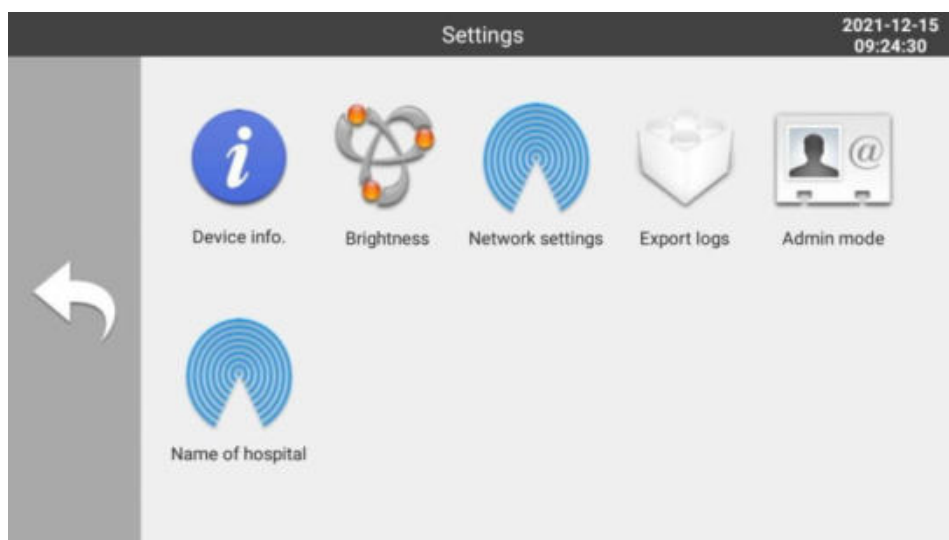 Settings
2021-12-15
09:24:30
i
@
Device info.
Brightness
Network settings
Export logs
Admin mode
Name of hospital